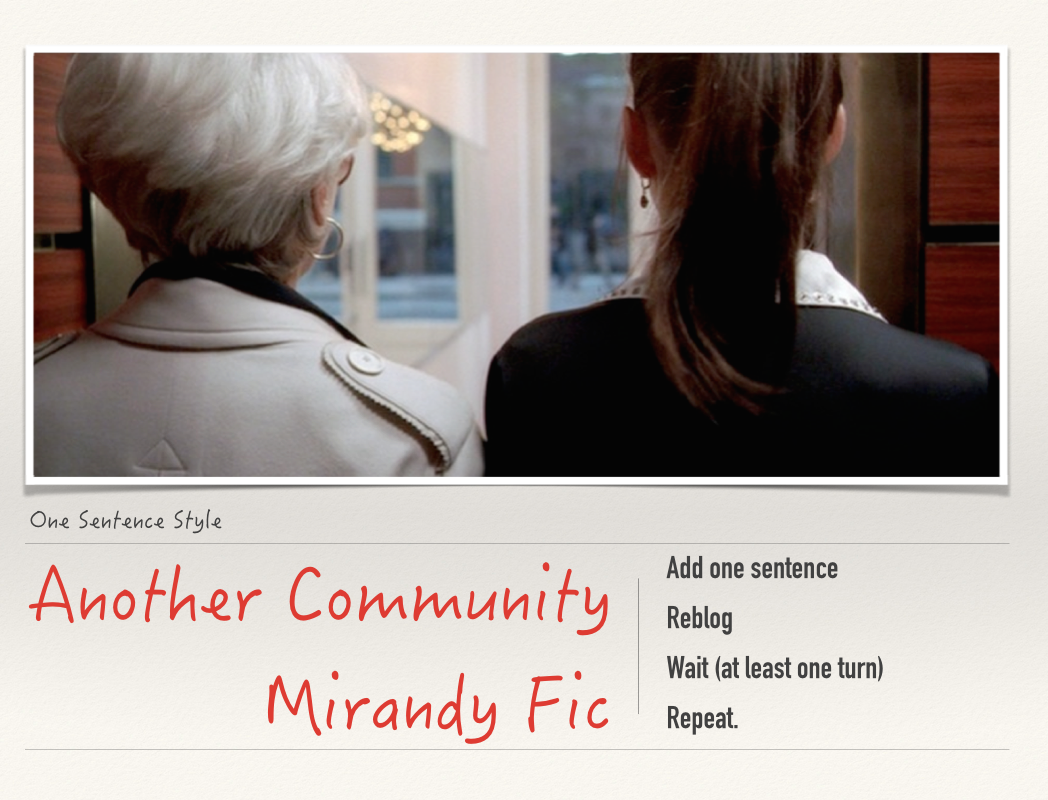 One Sentence Style
Another Community
Mirandy Fic
Add one sentence
Reblog
Wait (at least one turn)
Repeat.